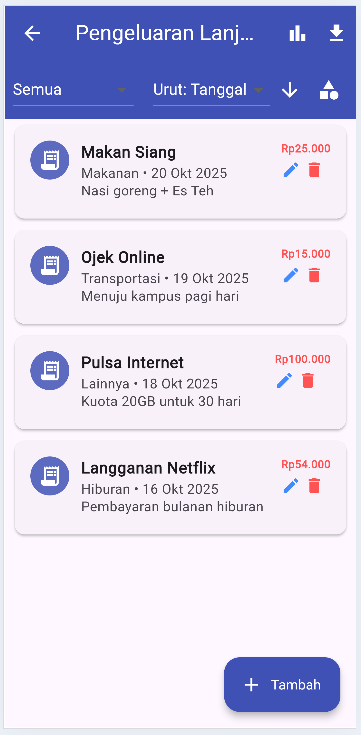 Pengeluaran Lanj...
Semua
Urut: Tanggal
Makan Siang
Rp25.000
Makanan • 20 Okt 2025
Nasi goreng + Es Teh
Ojek Online
Rp15.000
Transportasi • 19 Okt 2025
Menuju kampus pagi hari
Pulsa Internet
Rp100.000
Lainnya • 18 Okt 2025
Kuota 20GB untuk 30 hari
Langganan Netflix
Rp54.000
Hiburan • 16 Okt 2025
Pembayaran bulanan hiburan
+ Tambah